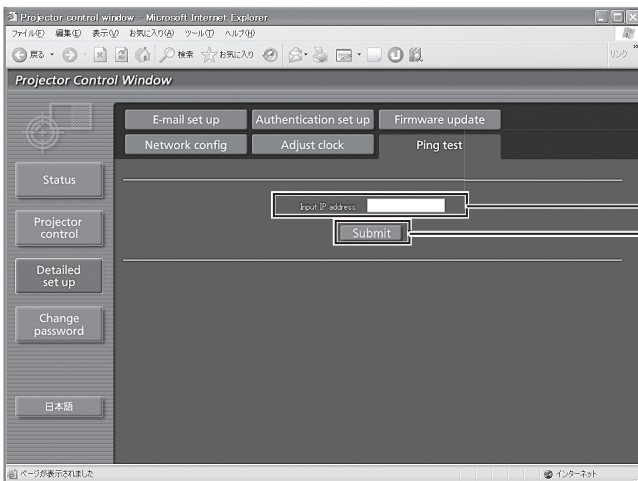 Projector control window - Microsoft Internet Explorer
ファイル(F) 編集(E) 表示(V) お気に入り(A) ツール(T) ヘルプ(H)
戻る 検索 お気に入り リンク »
Projector Control Window
E-mail set up Authentication set up Firmware update
Network config Adjust clock Ping test
Status
Input IP address
Projector
control
Submit
Detailed
set up
Change
password
日本語
ページが表示されました インターネット